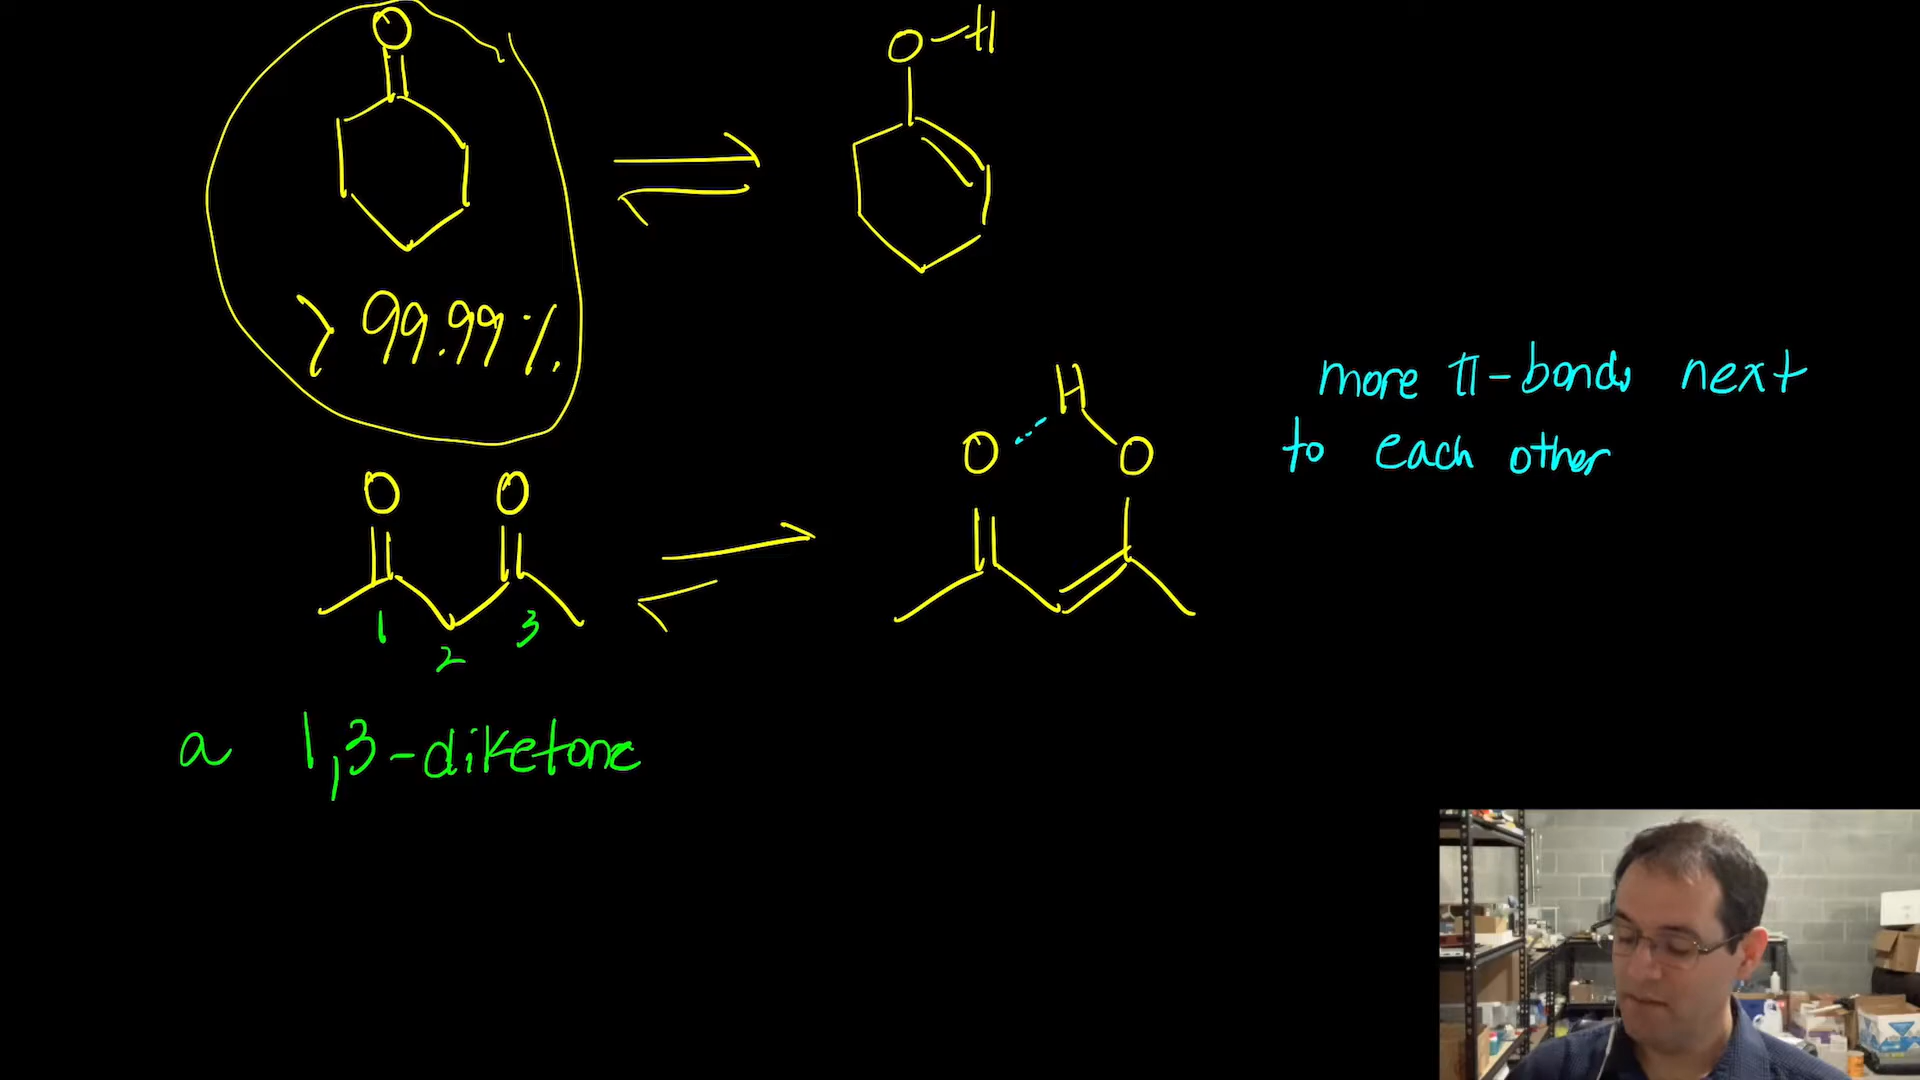 O
O-H
> 99.99%.
H
O O
more π-bonds next
to each other
O O
1 3
2
a 1,3-diketone